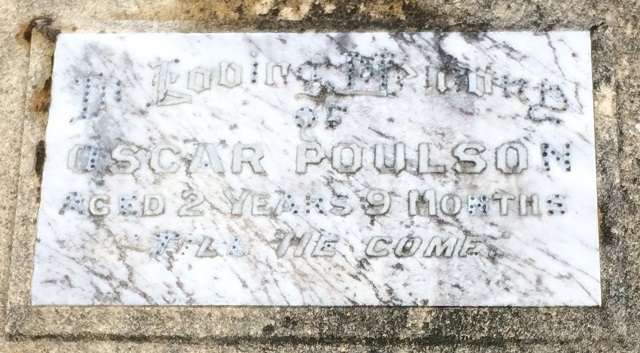 In Loving Memory
OF
OSCAR POULSON
AGED 2 YEARS 9 MONTHS
TILL HE COME.